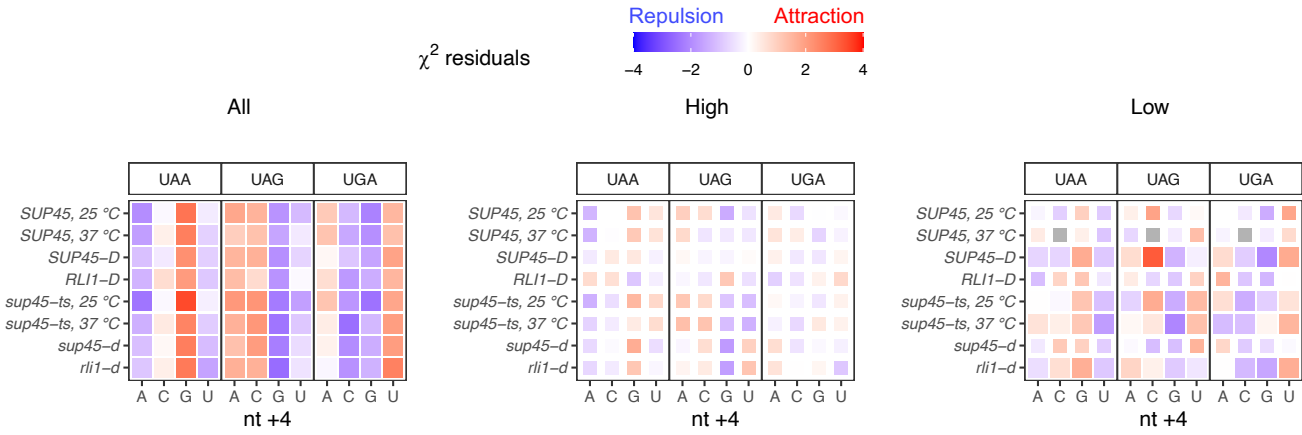 Repulsion Attraction
χ2 residuals
−4 −2 0 2 4
All High Low
UAA UAG UGA UAA UAG UGA UAA UAG UGA
SUP45, 25 °C SUP45, 25 °C SUP45, 25 °C
SUP45, 37 °C SUP45, 37 °C SUP45, 37 °C
SUP45−D SUP45−D SUP45−D
RLI1−D RLI1−D RLI1−D
sup45−ts, 25 °C sup45−ts, 25 °C sup45−ts, 25 °C
sup45−ts, 37 °C sup45−ts, 37 °C sup45−ts, 37 °C
sup45−d sup45−d sup45−d
rli1−d rli1−d rli1−d
A C G U A C G U A C G U A C G U A C G U A C G U A C G U A C G U A C G U
nt +4 nt +4 nt +4